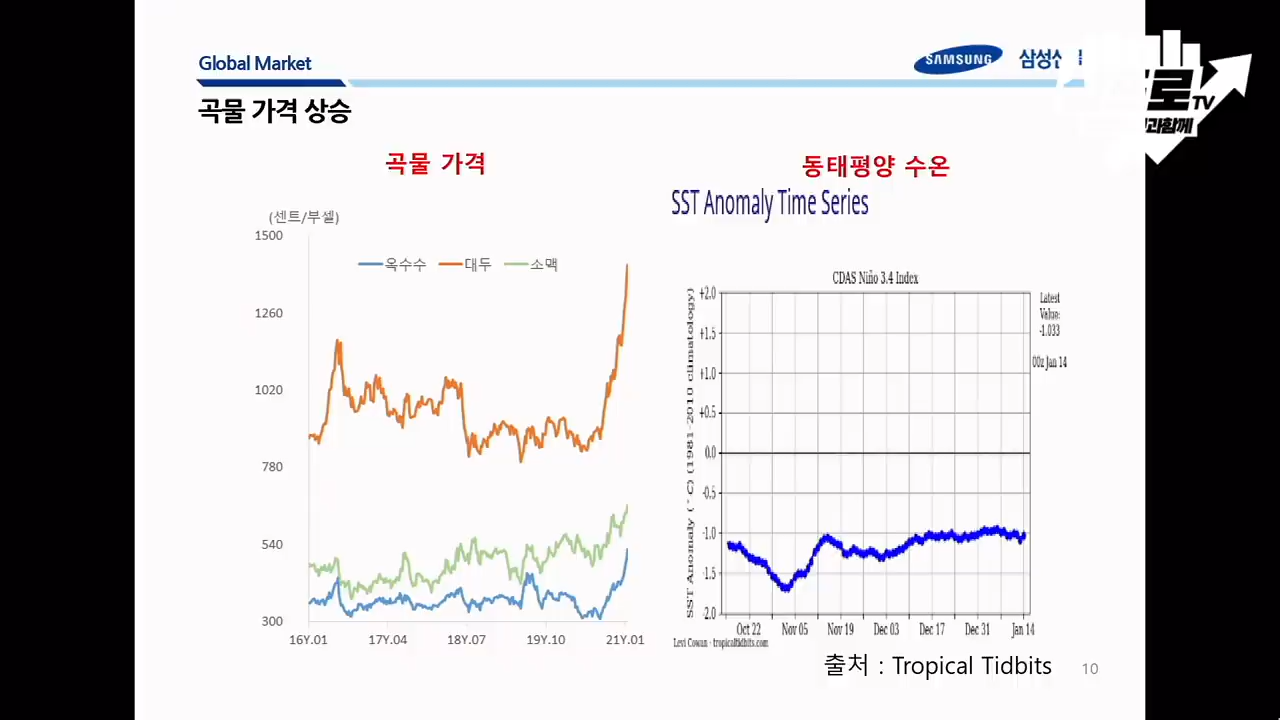 Global Market
SAMSUNG
곡물 가격 상승
TV
과함께
곡물 가격
동태평양 수온
SST Anomaly Time Series
(센트/부셀)
1500
1260
1020
780
540
300
옥수수 대두 소맥
16Y.01 17Y.04 18Y.07 19Y.10 21Y.01
CDAS Niño 3.4 Index
SST Anomaly (°C) (1981-2010 climatology)
+2.0
+1.5
+1.0
+0.5
0.0
-0.5
-1.0
-1.5
-2.0
Latest
Value:
-1.033
00z Jan 14
Oct 22 Nov 05 Nov 19 Dec 03 Dec 17 Dec 31 Jan 14
Levi Cowan - tropicaltidbits.com
출처 : Tropical Tidbits
10